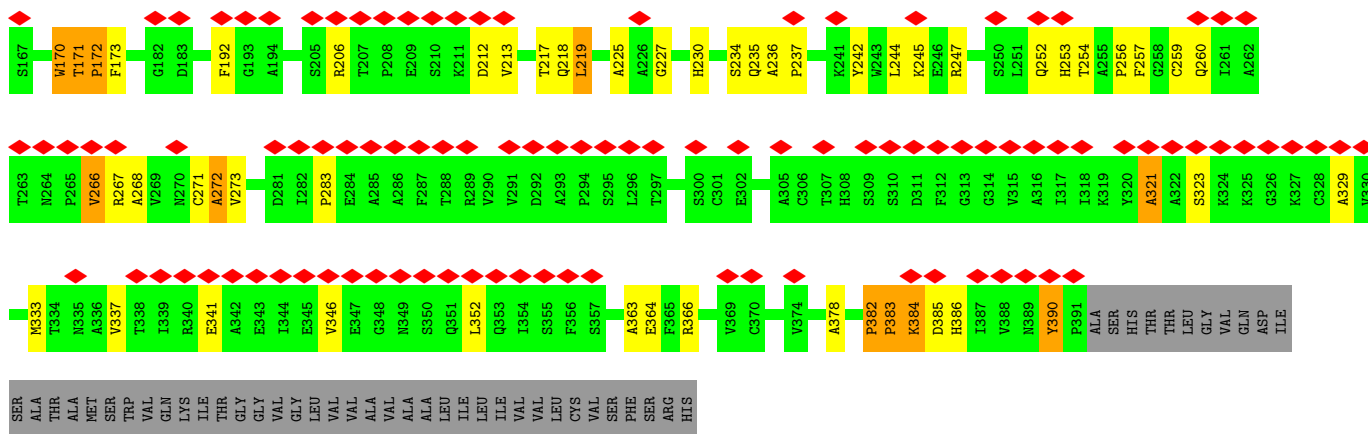 S167 W170 T171 P172 F173 G182 D183 F192 G193 A194 S205 R206 T207 P208 E209 S210 K211 D212 V213 T217 Q218 L219 A225 A226 G227 H230 S234 Q235 A236 P237 K241 Y242 W243 L244 K245 E246 R247 S250 L251 Q252 H253 T254 A255 P256 F257 G258 C259 Q260 I261 A262
T263 N264 P265 V266 R267 A268 V269 N270 C271 A272 V273 D281 I282 P283 E284 A285 A286 F287 T288 R289 V290 V291 D292 A293 P294 S295 L296 T297 S300 C301 E302 A305 C306 T307 H308 S309 S310 D311 F312 G313 G314 V315 A316 I317 I318 K319 Y320 A321 A322 S323 K324 K325 G326 K327 C328 A329 V330
M333 T334 N335 A336 V337 T338 I339 R340 E341 A342 E343 I344 E345 V346 E347 G348 N349 S350 Q351 L352 Q353 I354 S355 F356 S357 A363 E364 F365 R366 V369 C370 V374 A378 P382 P383 K384 D385 H386 I387 V388 N389 Y390 P391 ALA SER HIS THR THR LEU GLY VAL GLN ASP ILE
SER ALA THR ALA MET SER TRP VAL GLN LYS ILE THR GLY GLY VAL GLY LEU VAL VAL ALA VAL ALA ALA LEU ILE LEU ILE VAL VAL LEU CYS VAL SER PHE SER ARG HIS